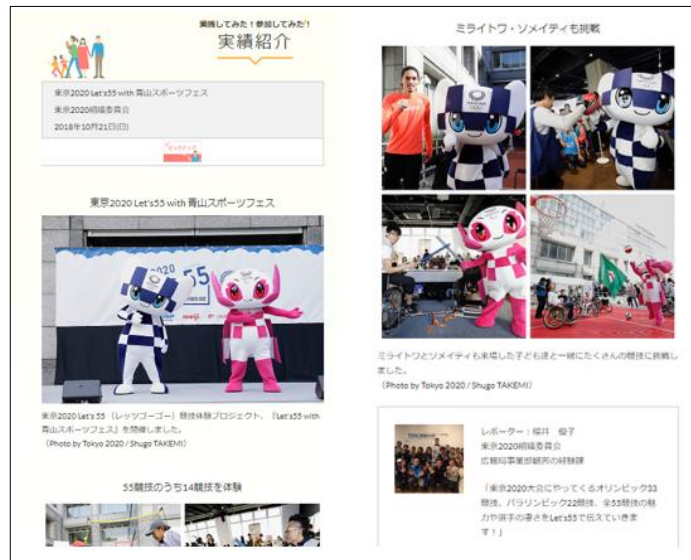 実施してみた！参加してみた！
実績紹介
東京2020 Let's55 with 青山スポーツフェス
東京2020組織委員会
2018年10月21日(日)
ピックアップ
東京2020 Let's55 with 青山スポーツフェス
2020
55
meiji
東京2020 Let's 55 （レッツゴーゴー）競技体験プロジェクト、『Let's55 with
青山スポーツフェス』を開催しました。
（Photo by Tokyo 2020 / Shugo TAKEMI）
55競技のうち14競技を体験
ミライトワ・ソメイティも挑戦
ミライトワとソメイティも来場した子ども達と一緒にたくさんの競技に挑戦し
ました。
（Photo by Tokyo 2020 / Shugo TAKEMI）
レポーター：桜井 優子
東京2020組織委員会
広報局事業部観客の経験課
「東京2020大会にやってくるオリンピック33
競技、パラリンピック22競技、全55競技の魅
力や選手の凄さをLet's55で伝えていきま
す！」